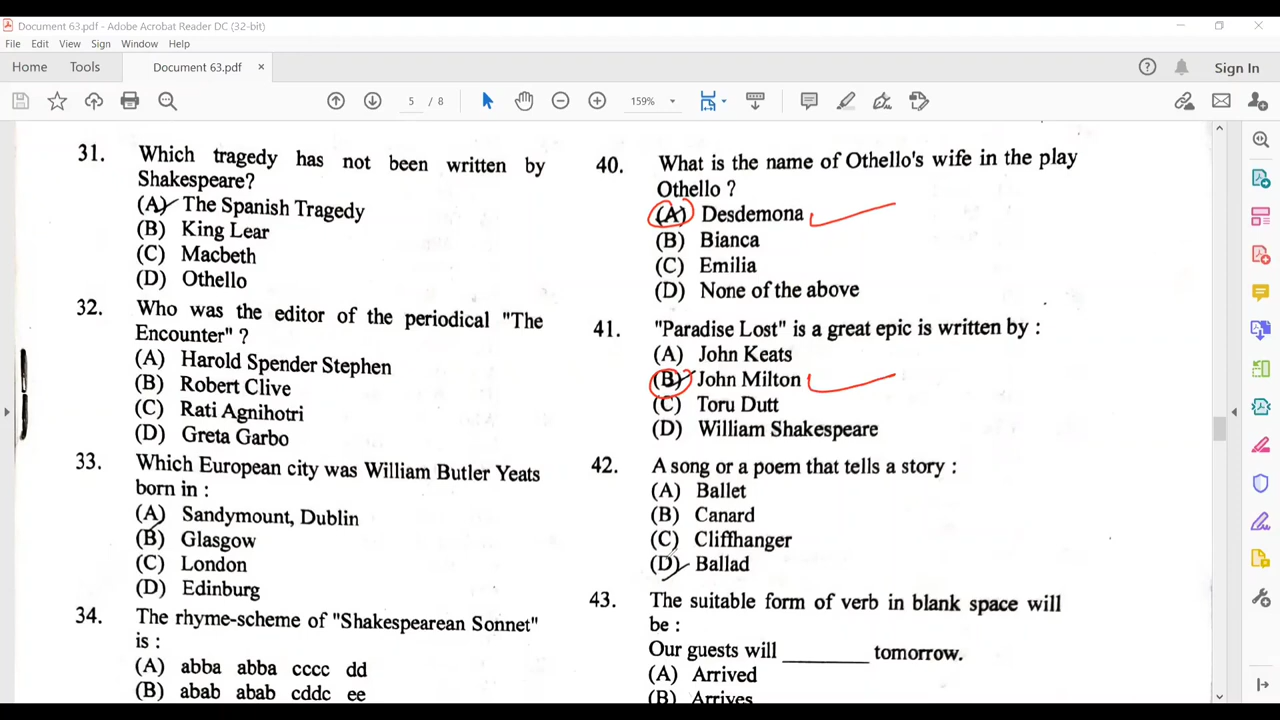 Document 63.pdf - Adobe Acrobat Reader DC (32-bit)
File Edit View Sign Window Help
Home Tools Document 63.pdf × Sign In
5 / 8 159%
31. Which tragedy has not been written by
Shakespeare?
(A) The Spanish Tragedy
(B) King Lear
(C) Macbeth
(D) Othello
32. Who was the editor of the periodical "The
Encounter" ?
(A) Harold Spender Stephen
(B) Robert Clive
(C) Rati Agnihotri
(D) Greta Garbo
33. Which European city was William Butler Yeats
born in :
(A) Sandymount, Dublin
(B) Glasgow
(C) London
(D) Edinburg
34. The rhyme-scheme of "Shakespearean Sonnet"
is :
(A) abba abba cccc dd
(B) abab abab cddc ee
40. What is the name of Othello's wife in the play
Othello ?
(A) Desdemona
(B) Bianca
(C) Emilia
(D) None of the above
41. "Paradise Lost" is a great epic is written by :
(A) John Keats
(B) John Milton
(C) Toru Dutt
(D) William Shakespeare
42. A song or a poem that tells a story :
(A) Ballet
(B) Canard
(C) Cliffhanger
(D) Ballad
43. The suitable form of verb in blank space will
be :
Our guests will ________ tomorrow.
(A) Arrived
(B) Arrives